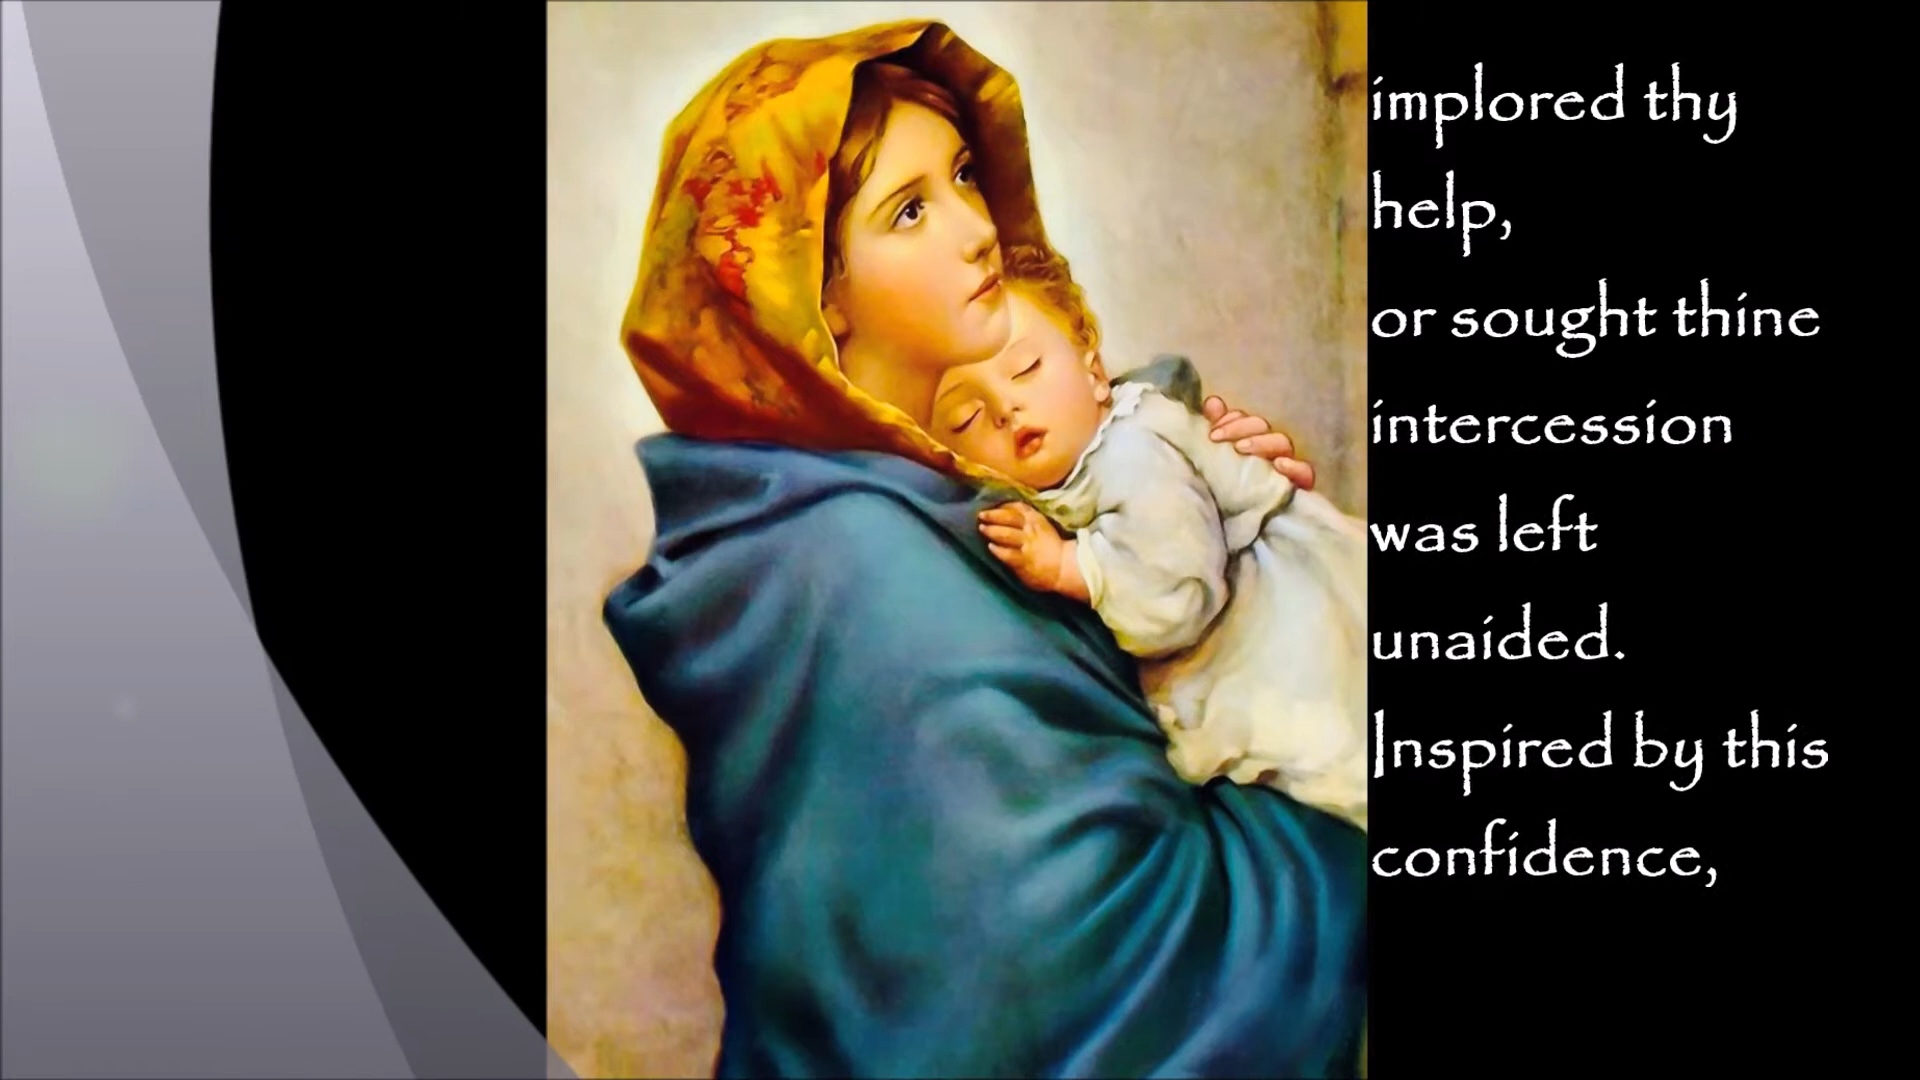 implored thy
help,
or sought thine
intercession
was left
unaided.
Inspired by this
confidence,